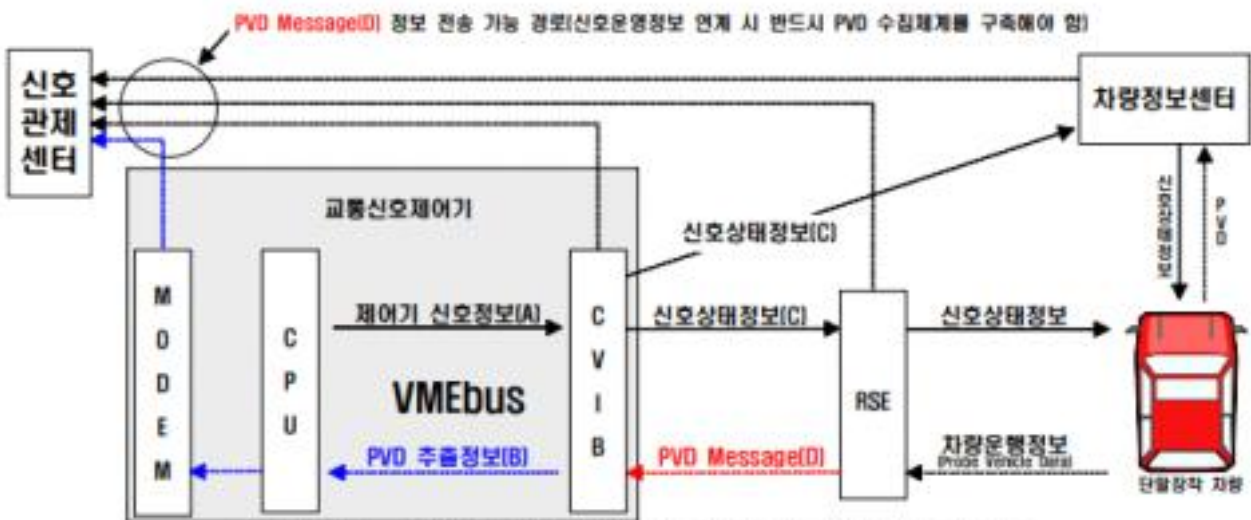 PVD Message(D) 정보 전송 가능 경로(신호운영정보 연계 시 반드시 PVD 수집체계를 구축해야 함)
신호
관제
센터
차량정보센터
교통신호제어기
신호상태정보(C)
신호상태정보
PVD
MODEM
CPU
제어기 신호정보(A)
CVIB
신호상태정보(C)
신호상태정보
VMEbus
RSE
PVD 추출정보(B)
PVD Message(D)
차량운행정보
(Probe Vehicle Data)
단말장착 차량